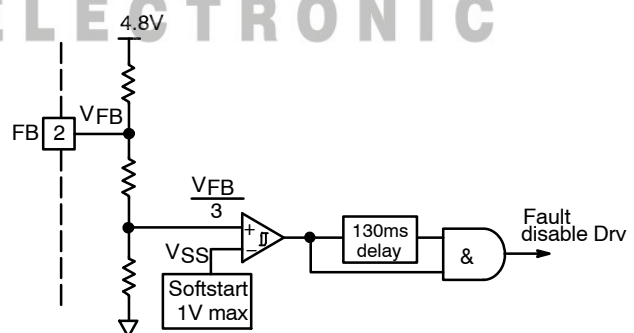 ELECTRONIC
4.8V
VFB
FB 2
VFB
3
+
−
VSS
Softstart
1V max
130ms
delay
&
Fault
disable Drv